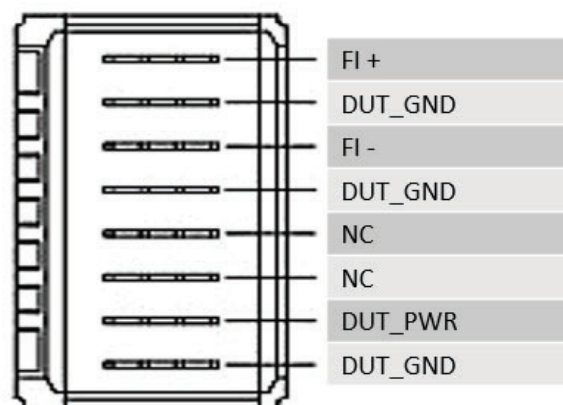 FI +
DUT_GND
FI -
DUT_GND
NC
NC
DUT_PWR
DUT_GND